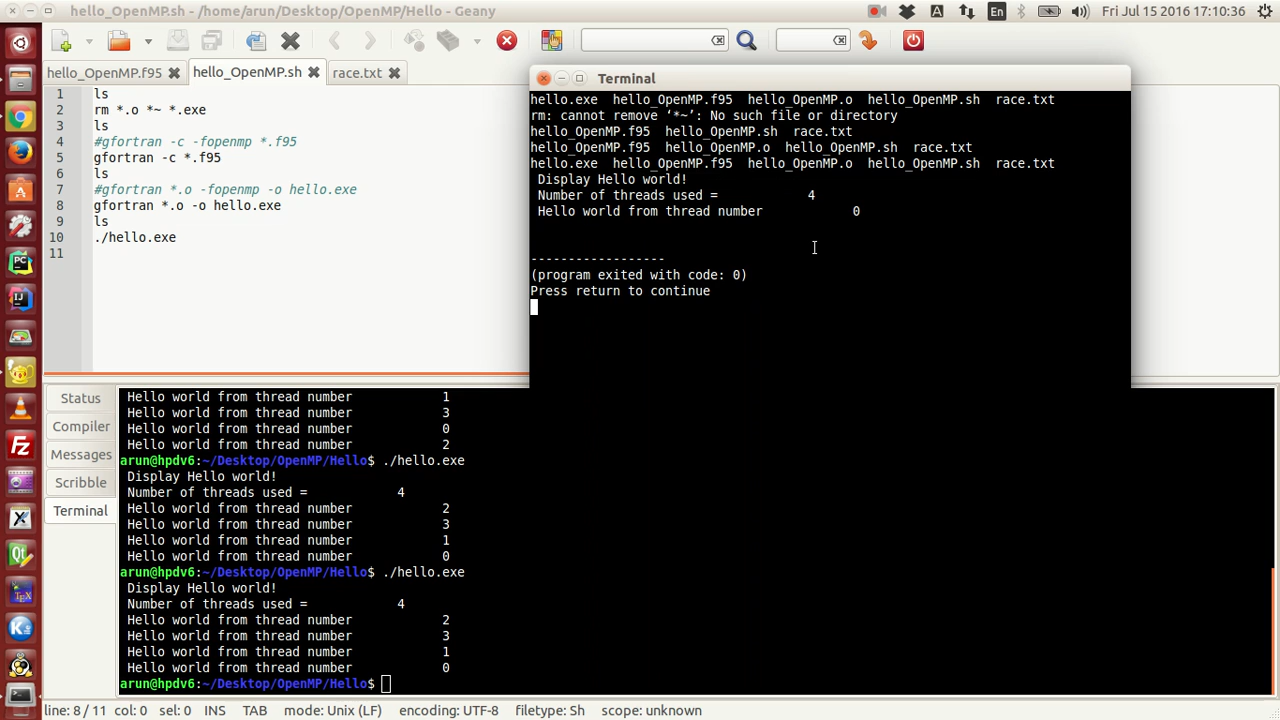 hello_OpenMP.sh - /home/arun/Desktop/OpenMP/Hello - Geany
En
Fri Jul 15 2016 17:10:36
hello_OpenMP.f95
hello_OpenMP.sh
race.txt
1 ls
2 rm *.o *~ *.exe
3 ls
4 #gfortran -c -fopenmp *.f95
5 gfortran -c *.f95
6 ls
7 #gfortran *.o -fopenmp -o hello.exe
8 gfortran *.o -o hello.exe
9 ls
10 ./hello.exe
11
Terminal
hello.exe hello_OpenMP.f95 hello_OpenMP.o hello_OpenMP.sh race.txt
rm: cannot remove ‘*~’: No such file or directory
hello_OpenMP.f95 hello_OpenMP.sh race.txt
hello_OpenMP.f95 hello_OpenMP.o hello_OpenMP.sh race.txt
hello.exe hello_OpenMP.f95 hello_OpenMP.o hello_OpenMP.sh race.txt
Display Hello world!
Number of threads used = 4
Hello world from thread number 0
------------------
(program exited with code: 0)
Press return to continue
Status
Compiler
Messages
Scribble
Terminal
Hello world from thread number 1
Hello world from thread number 3
Hello world from thread number 0
Hello world from thread number 2
arun@hpdv6:~/Desktop/OpenMP/Hello$ ./hello.exe
Display Hello world!
Number of threads used = 4
Hello world from thread number 2
Hello world from thread number 3
Hello world from thread number 1
Hello world from thread number 0
arun@hpdv6:~/Desktop/OpenMP/Hello$ ./hello.exe
Display Hello world!
Number of threads used = 4
Hello world from thread number 2
Hello world from thread number 3
Hello world from thread number 1
Hello world from thread number 0
arun@hpdv6:~/Desktop/OpenMP/Hello$
line: 8 / 11 col: 0 sel: 0 INS TAB mode: Unix (LF) encoding: UTF-8 filetype: Sh scope: unknown